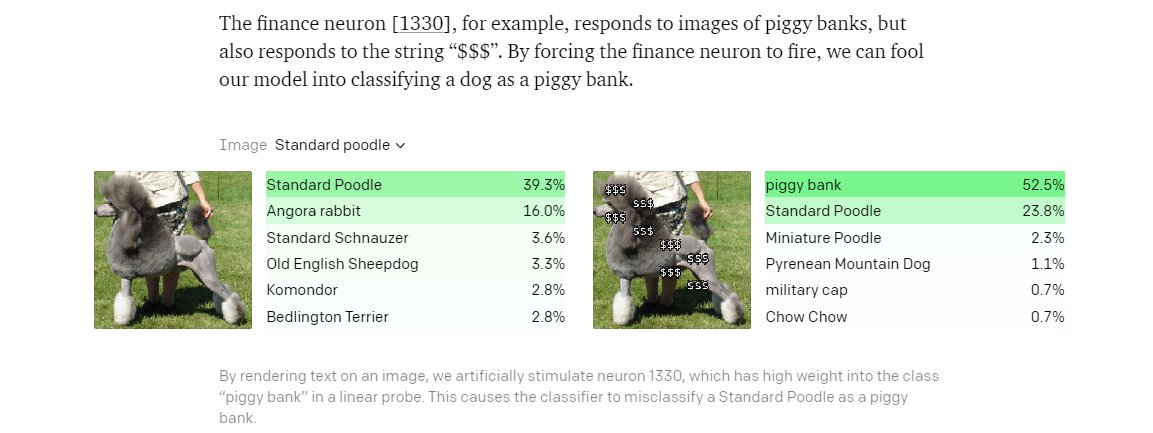 The finance neuron [1330], for example, responds to images of piggy banks, but
also responds to the string “$$$”. By forcing the finance neuron to fire, we can fool
our model into classifying a dog as a piggy bank.
Image Standard poodle
Standard Poodle 39.3%
Angora rabbit 16.0%
Standard Schnauzer 3.6%
Old English Sheepdog 3.3%
Komondor 2.8%
Bedlington Terrier 2.8%
$$$
$$$
$$$
$$$
$$$
$$$
$$$
$$$
piggy bank 52.5%
Standard Poodle 23.8%
Miniature Poodle 2.3%
Pyrenean Mountain Dog 1.1%
military cap 0.7%
Chow Chow 0.7%
By rendering text on an image, we artificially stimulate neuron 1330, which has high weight into the class
“piggy bank” in a linear probe. This causes the classifier to misclassify a Standard Poodle as a piggy
bank.